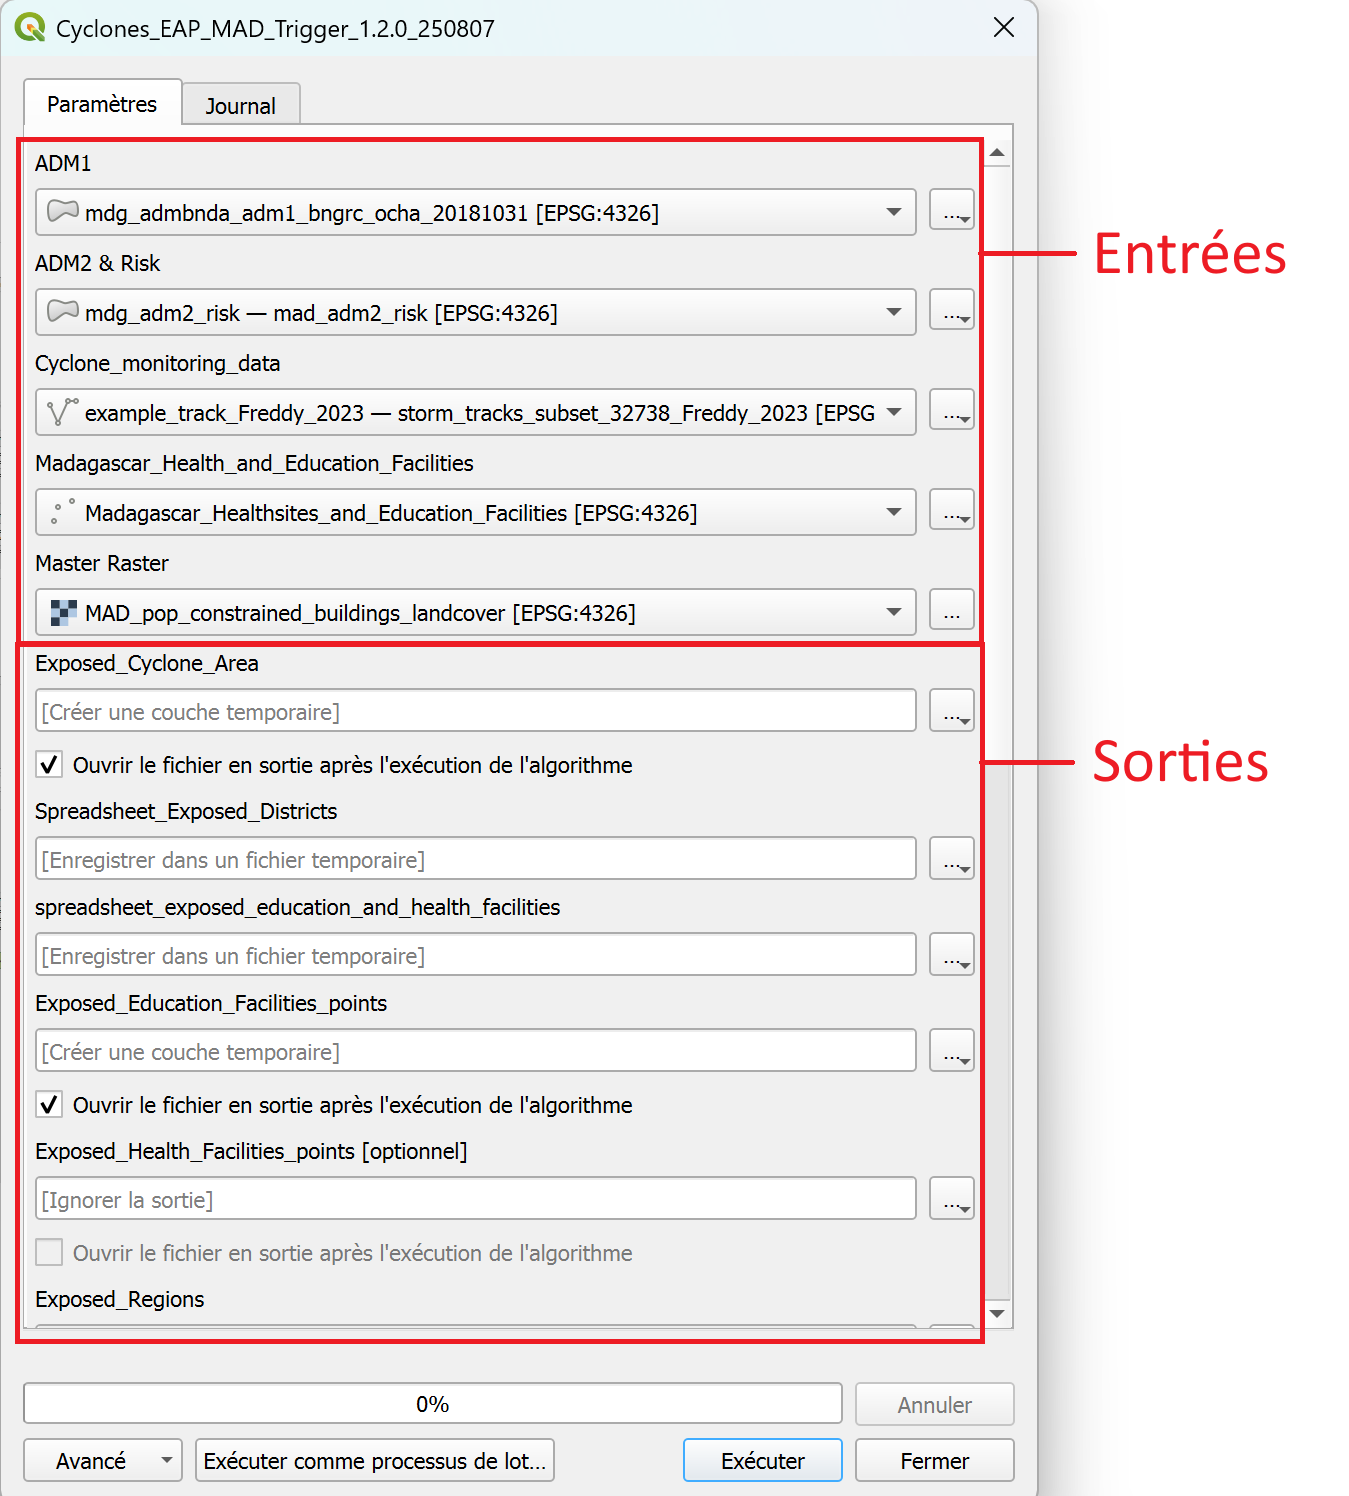 Cyclones_EAP_MAD_Trigger_1.2.0_250807
Paramètres
Journal
ADM1
mdg_admbnda_adm1_bngrc_ocha_20181031 [EPSG:4326]
...
ADM2 & Risk
mdg_adm2_risk — mad_adm2_risk [EPSG:4326]
...
Cyclone_monitoring_data
example_track_Freddy_2023 — storm_tracks_subset_32738_Freddy_2023 [EPSG
...
Madagascar_Health_and_Education_Facilities
Madagascar_Healthsites_and_Education_Facilities [EPSG:4326]
...
Master Raster
MAD_pop_constrained_buildings_landcover [EPSG:4326]
...
Entrées
Exposed_Cyclone_Area
[Créer une couche temporaire]
...
Ouvrir le fichier en sortie après l'exécution de l'algorithme
Spreadsheet_Exposed_Districts
[Enregistrer dans un fichier temporaire]
...
spreadsheet_exposed_education_and_health_facilities
[Enregistrer dans un fichier temporaire]
...
Exposed_Education_Facilities_points
[Créer une couche temporaire]
...
Ouvrir le fichier en sortie après l'exécution de l'algorithme
Exposed_Health_Facilities_points [optionnel]
[Ignorer la sortie]
...
Ouvrir le fichier en sortie après l'exécution de l'algorithme
Exposed_Regions
Sorties
0%
Annuler
Avancé
Exécuter comme processus de lot...
Exécuter
Fermer